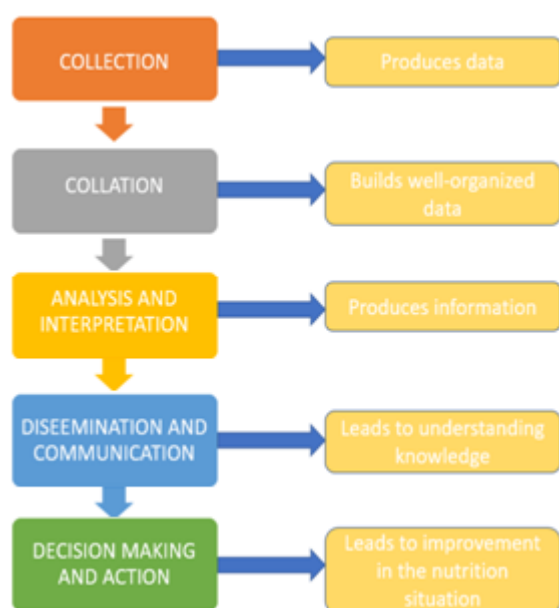 COLLECTION
Produces data
COLLATION
Builds well-organized
data
ANALYSIS AND
INTERPRETATION
Produces information
DISEEMINATION AND
COMMUNICATION
Leads to understanding
knowledge
DECISION MAKING
AND ACTION
Leads to improvement
in the nutrition
situation